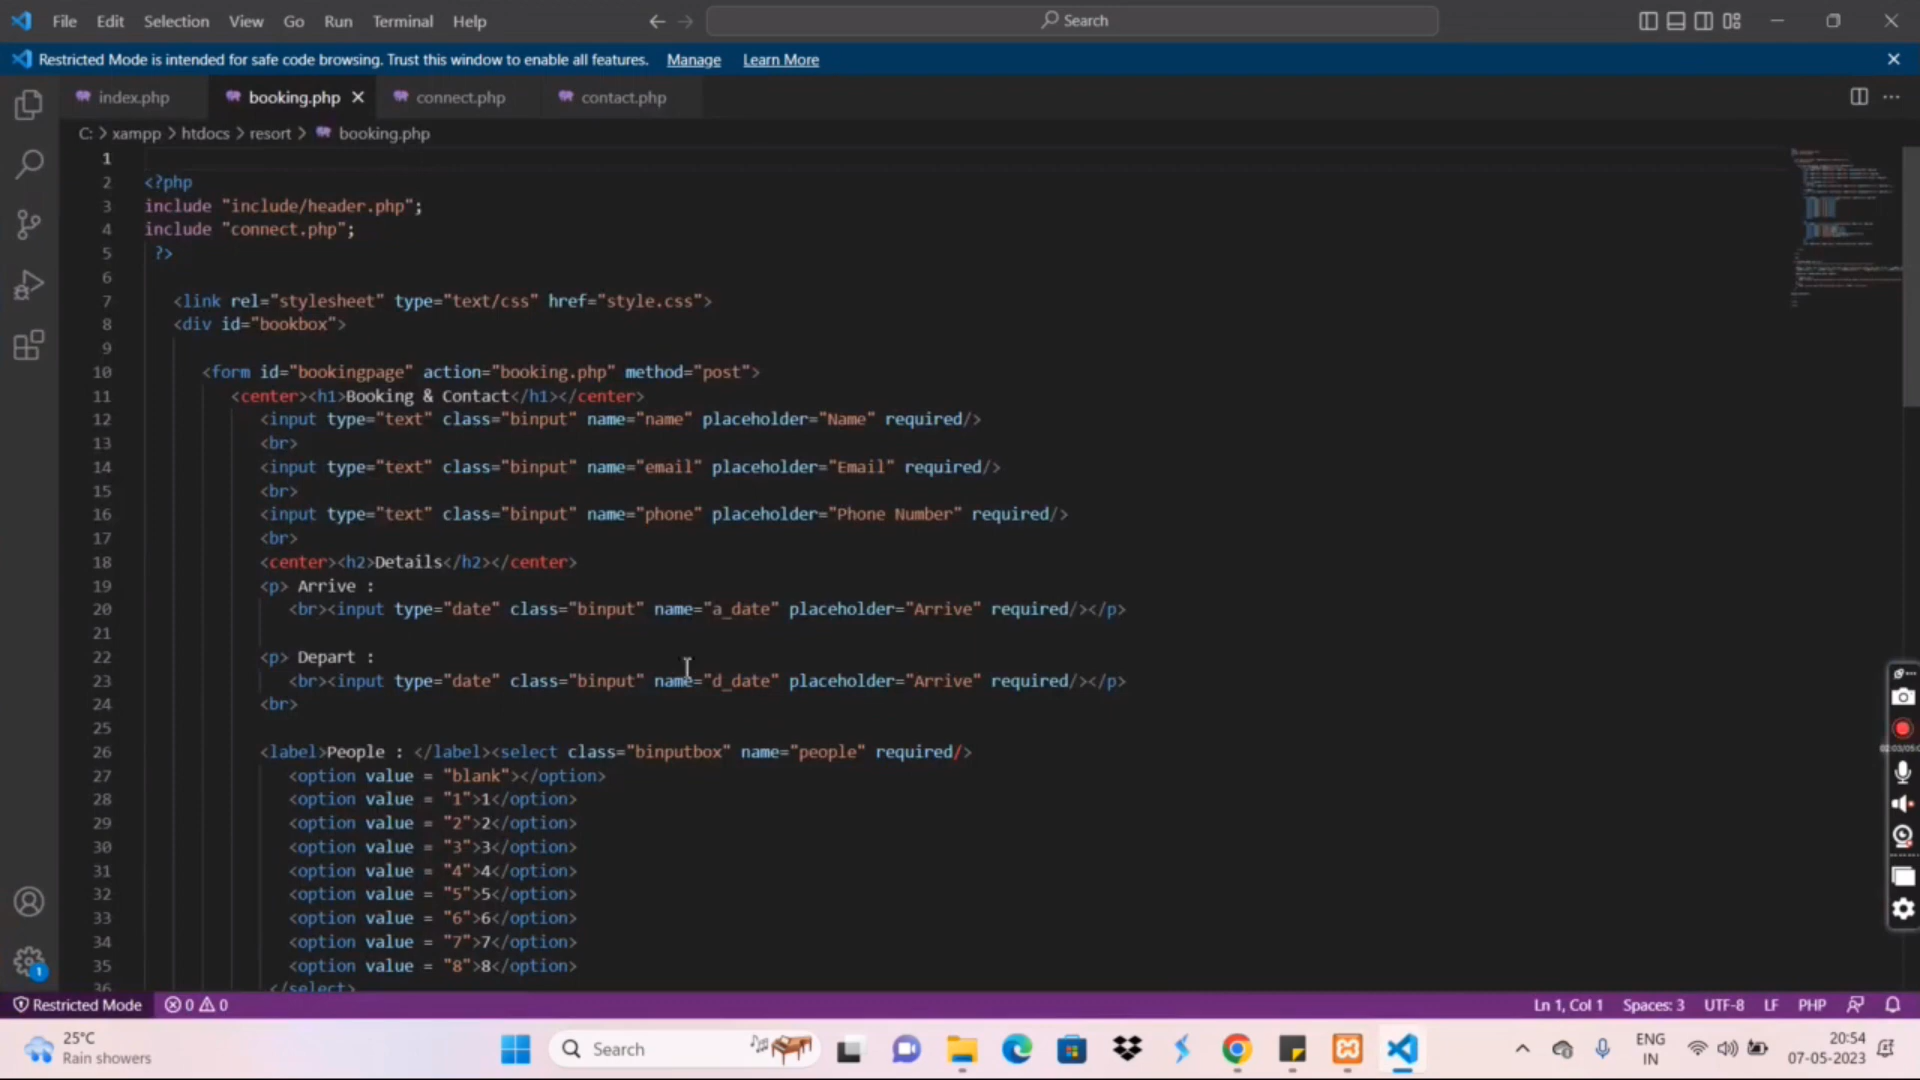 File Edit Selection View Go Run Terminal Help
Search
Restricted Mode is intended for safe code browsing. Trust this window to enable all features. Manage Learn More
index.php booking.php connect.php contact.php
C: > xampp > htdocs > resort > booking.php
1
2 <?php
3 include "include/header.php";
4 include "connect.php";
5 ?>
6
7 <link rel="stylesheet" type="text/css" href="style.css">
8 <div id="bookbox">
9
10 <form id="bookingpage" action="booking.php" method="post">
11 <center><h1>Booking & Contact</h1></center>
12 <input type="text" class="binput" name="name" placeholder="Name" required/>
13 <br>
14 <input type="text" class="binput" name="email" placeholder="Email" required/>
15 <br>
16 <input type="text" class="binput" name="phone" placeholder="Phone Number" required/>
17 <br>
18 <center><h2>Details</h2></center>
19 <p> Arrive :
20 <br><input type="date" class="binput" name="a_date" placeholder="Arrive" required/></p>
21
22 <p> Depart :
23 <br><input type="date" class="binput" name="d_date" placeholder="Arrive" required/></p>
24 <br>
25
26 <label>People : </label><select class="binputbox" name="people" required/>
27 <option value = "blank"></option>
28 <option value = "1">1</option>
29 <option value = "2">2</option>
30 <option value = "3">3</option>
31 <option value = "4">4</option>
32 <option value = "5">5</option>
33 <option value = "6">6</option>
34 <option value = "7">7</option>
35 <option value = "8">8</option>
36 </select>
1
Restricted Mode 0 0 Ln 1, Col 1 Spaces: 3 UTF-8 LF PHP
25°C
Rain showers
Search
ENG
IN
20:54
07-05-2023